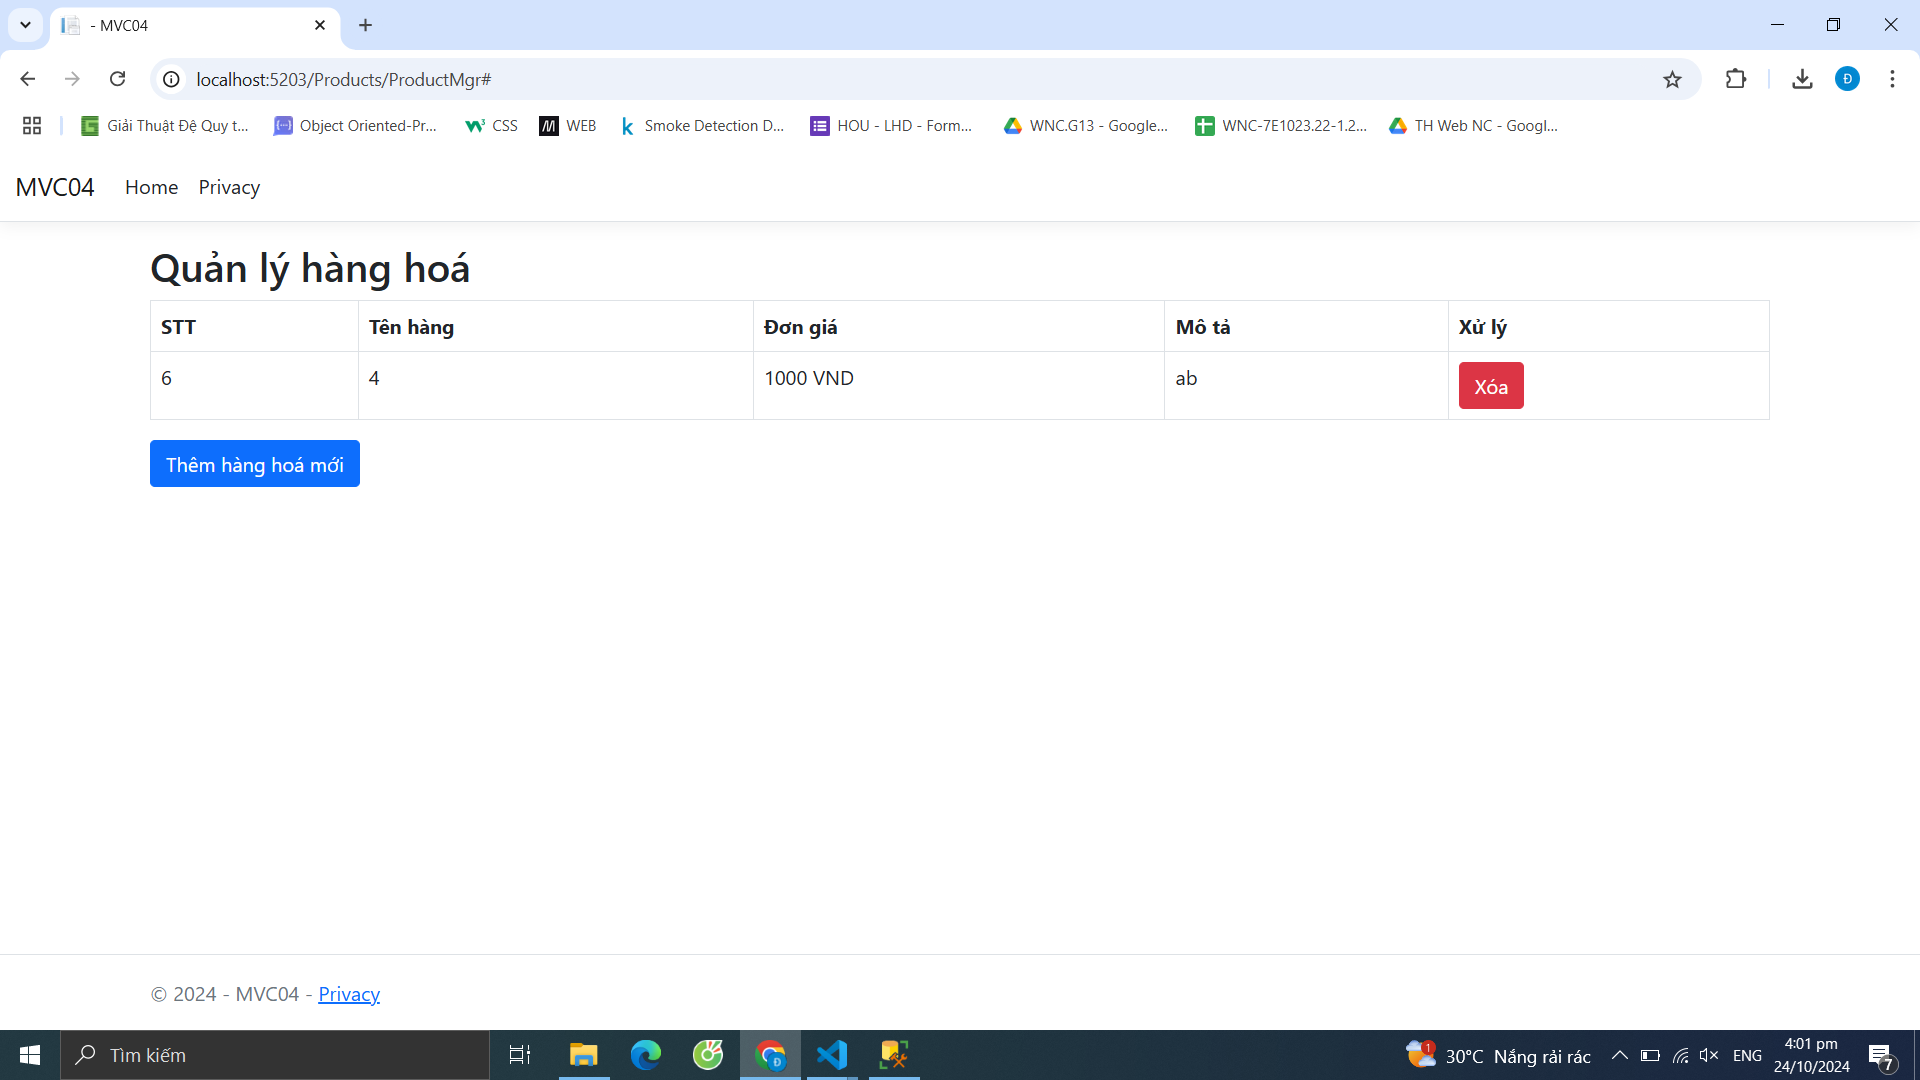 - MVC04
localhost:5203/Products/ProductMgr#
Giải Thuật Đệ Quy t... Object Oriented-Pr... CSS WEB Smoke Detection D... HOU - LHD - Form... WNC.G13 - Google... WNC-7E1023.22-1.2... TH Web NC - Googl...
MVC04 Home Privacy
Quản lý hàng hoá
STT Tên hàng Đơn giá Mô tả Xử lý
6 4 1000 VND ab Xóa
Thêm hàng hoá mới
© 2024 - MVC04 - Privacy
Tìm kiếm 1 30°C Nắng rải rác ENG 4:01 pm 7
24/10/2024